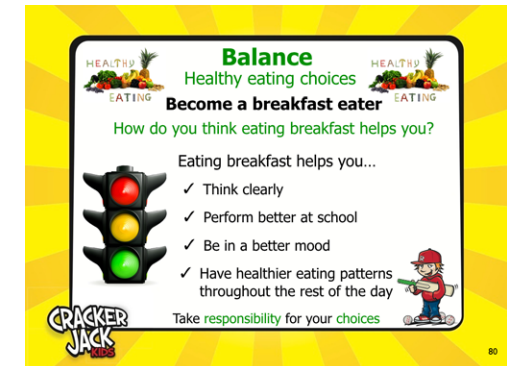 Balance
HEALTHY EATING
HEALTHY EATING
Healthy eating choices
Become a breakfast eater
How do you think eating breakfast helps you?
Eating breakfast helps you...
✓ Think clearly
✓ Perform better at school
✓ Be in a better mood
✓ Have healthier eating patterns
throughout the rest of the day
Take responsibility for your choices
CRACKER
JACK
KIDS
80